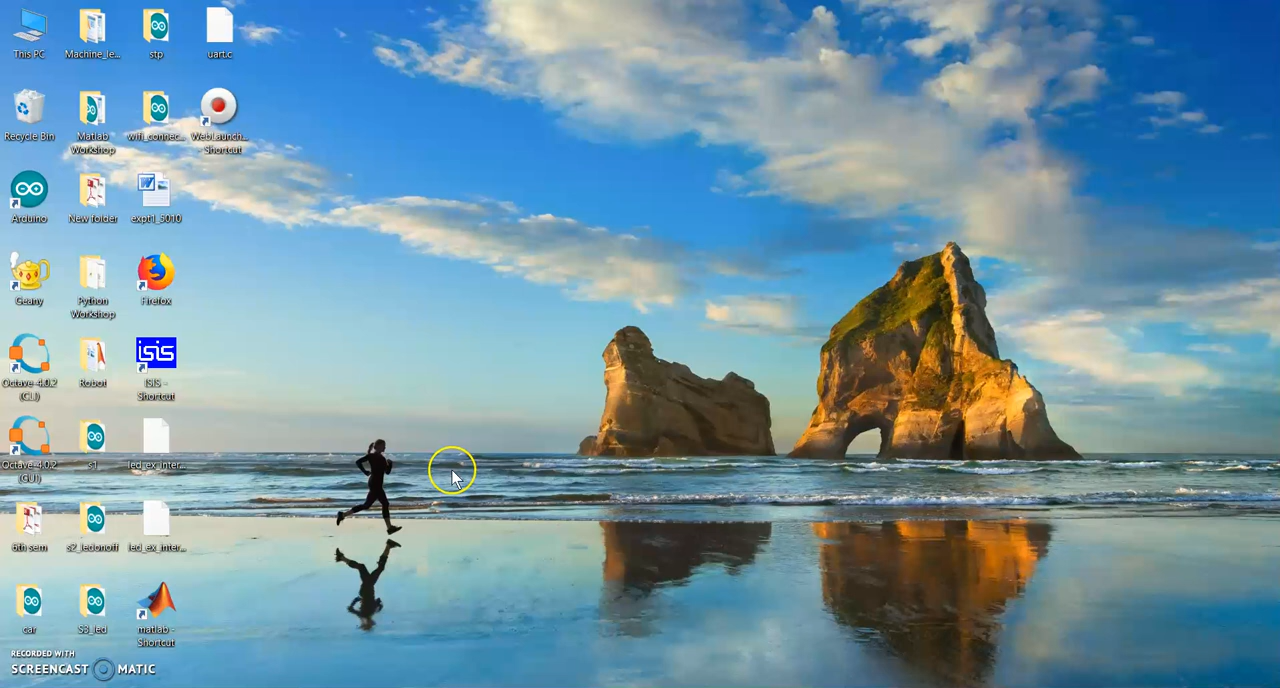 This PC
Machine_le...
stp
uart.c
Recycle Bin
Matlab
Workshop
wifi_connec...
WebLaunch...
- Shortcut
Arduino
New folder
expt1_5010
Geany
Python
Workshop
Firefox
Octave-4.0.2
(CLI)
Robot
isis
ISIS -
Shortcut
Octave-4.0.2
(GUI)
s1
led_ex_inter...
6th sem
s2_ledonoff
led_ex_inter...
car
S3_led
matlab -
Shortcut
RECORDED WITH
SCREENCAST MATIC